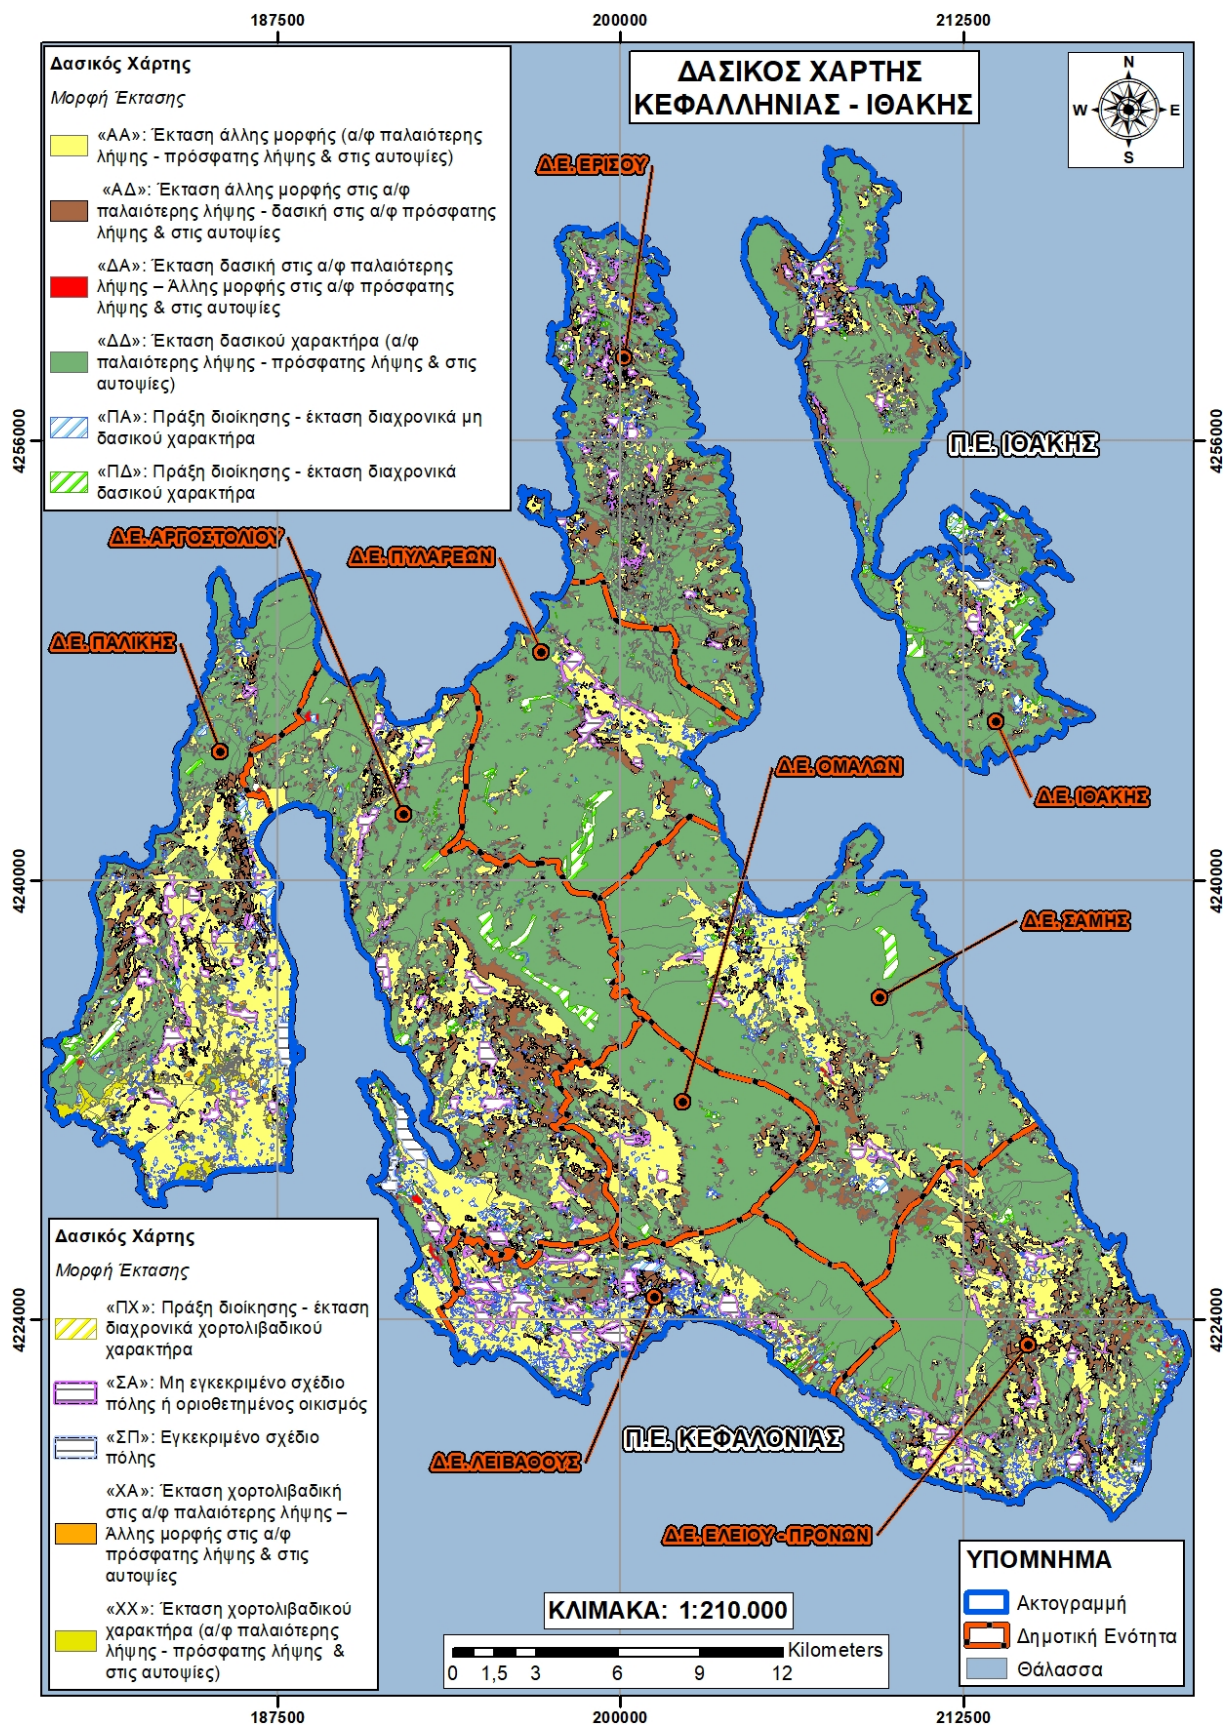 187500
200000
212500
Δασικός Χάρτης
Μορφή Έκτασης
«ΑΑ»: Έκταση άλλης μορφής (α/φ παλαιότερης
λήψης - πρόσφατης λήψης & στις αυτοψίες)
«ΑΔ»: Έκταση άλλης μορφής στις α/φ
παλαιότερης λήψης - δασική στις α/φ πρόσφατης
λήψης & στις αυτοψίες
«ΔΑ»: Έκταση δασική στις α/φ παλαιότερης
λήψης – Άλλης μορφής στις α/φ πρόσφατης
λήψης & στις αυτοψίες
«ΔΔ»: Έκταση δασικού χαρακτήρα (α/φ
παλαιότερης λήψης - πρόσφατης λήψης & στις
αυτοψίες)
«ΠΑ»: Πράξη διοίκησης - έκταση διαχρονικά μη
δασικού χαρακτήρα
«ΠΔ»: Πράξη διοίκησης - έκταση διαχρονικά
δασικού χαρακτήρα
ΔΑΣΙΚΟΣ ΧΑΡΤΗΣ
ΚΕΦΑΛΛΗΝΙΑΣ - ΙΘΑΚΗΣ
N
W
E
S
Δ.Ε. ΕΡΙΣΟΥ
4256000
4256000
Π.Ε. ΙΘΑΚΗΣ
Δ.Ε. ΑΡΓΟΣΤΟΛΙΟΥ
Δ.Ε. ΠΥΛΑΡΕΩΝ
Δ.Ε. ΠΑΛΙΚΗΣ
Δ.Ε. ΟΜΑΛΩΝ
Δ.Ε. ΙΘΑΚΗΣ
4240000
4240000
Δ.Ε. ΣΑΜΗΣ
Δασικός Χάρτης
Μορφή Έκτασης
«ΠΧ»: Πράξη διοίκησης - έκταση
διαχρονικά χορτολιβαδικού
χαρακτήρα
«ΣΑ»: Μη εγκεκριμένο σχέδιο
πόλης ή οριοθετημένος οικισμός
«ΣΠ»: Εγκεκριμένο σχέδιο
πόλης
«ΧΑ»: Έκταση χορτολιβαδική
στις α/φ παλαιότερης λήψης –
Άλλης μορφής στις α/φ
πρόσφατης λήψης & στις
αυτοψίες
«ΧΧ»: Έκταση χορτολιβαδικού
χαρακτήρα (α/φ παλαιότερης
λήψης - πρόσφατης λήψης &
στις αυτοψίες)
4224000
4224000
Π.Ε. ΚΕΦΑΛΟΝΙΑΣ
Δ.Ε. ΛΕΙΒΑΘΟΥΣ
Δ.Ε. ΕΛΕΙΟΥ - ΠΡΟΝΩΝ
ΚΛΙΜΑΚΑ: 1:210.000
Kilometers
0 1,5 3 6 9 12
ΥΠΟΜΝΗΜΑ
Ακτογραμμή
Δημοτική Ενότητα
Θάλασσα
187500
200000
212500